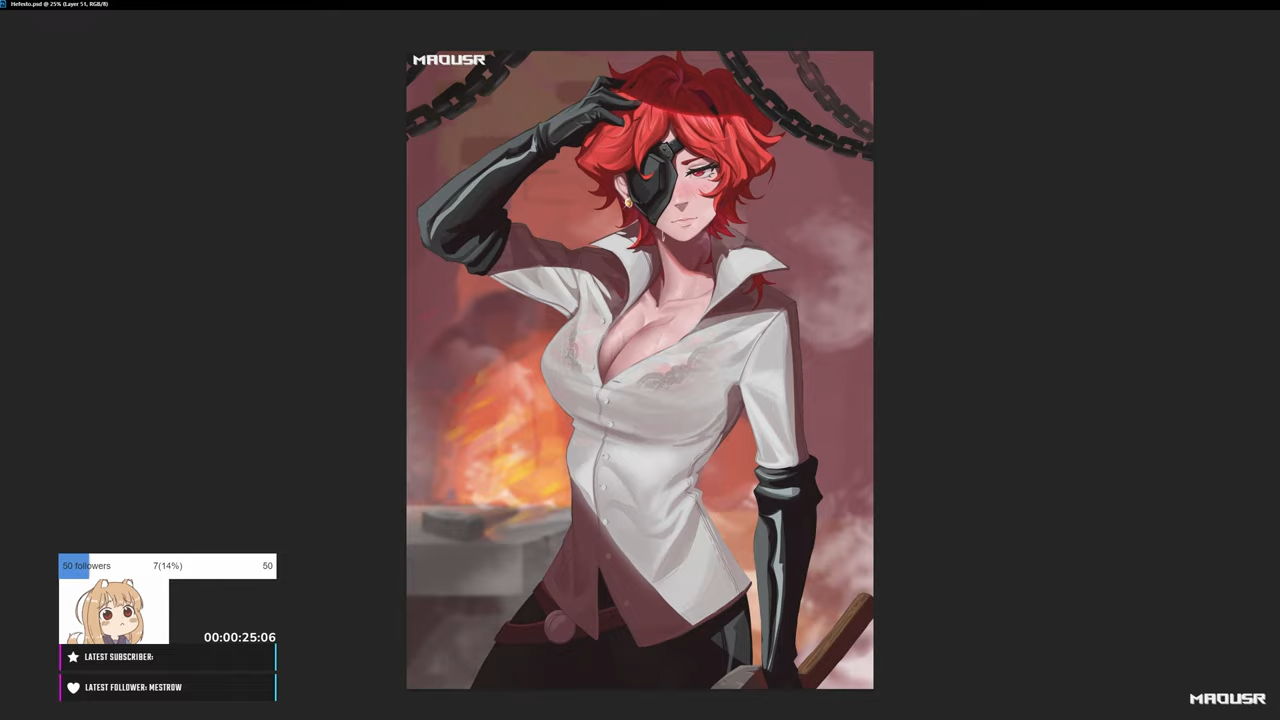 Hefesto.psd @ 25% (Layer 51, RGB/8)
MAOUSR
50 followers 7(14%) 50
00:00:25:06
LATEST SUBSCRIBER:
LATEST FOLLOWER: MESTROW
MAOUSR